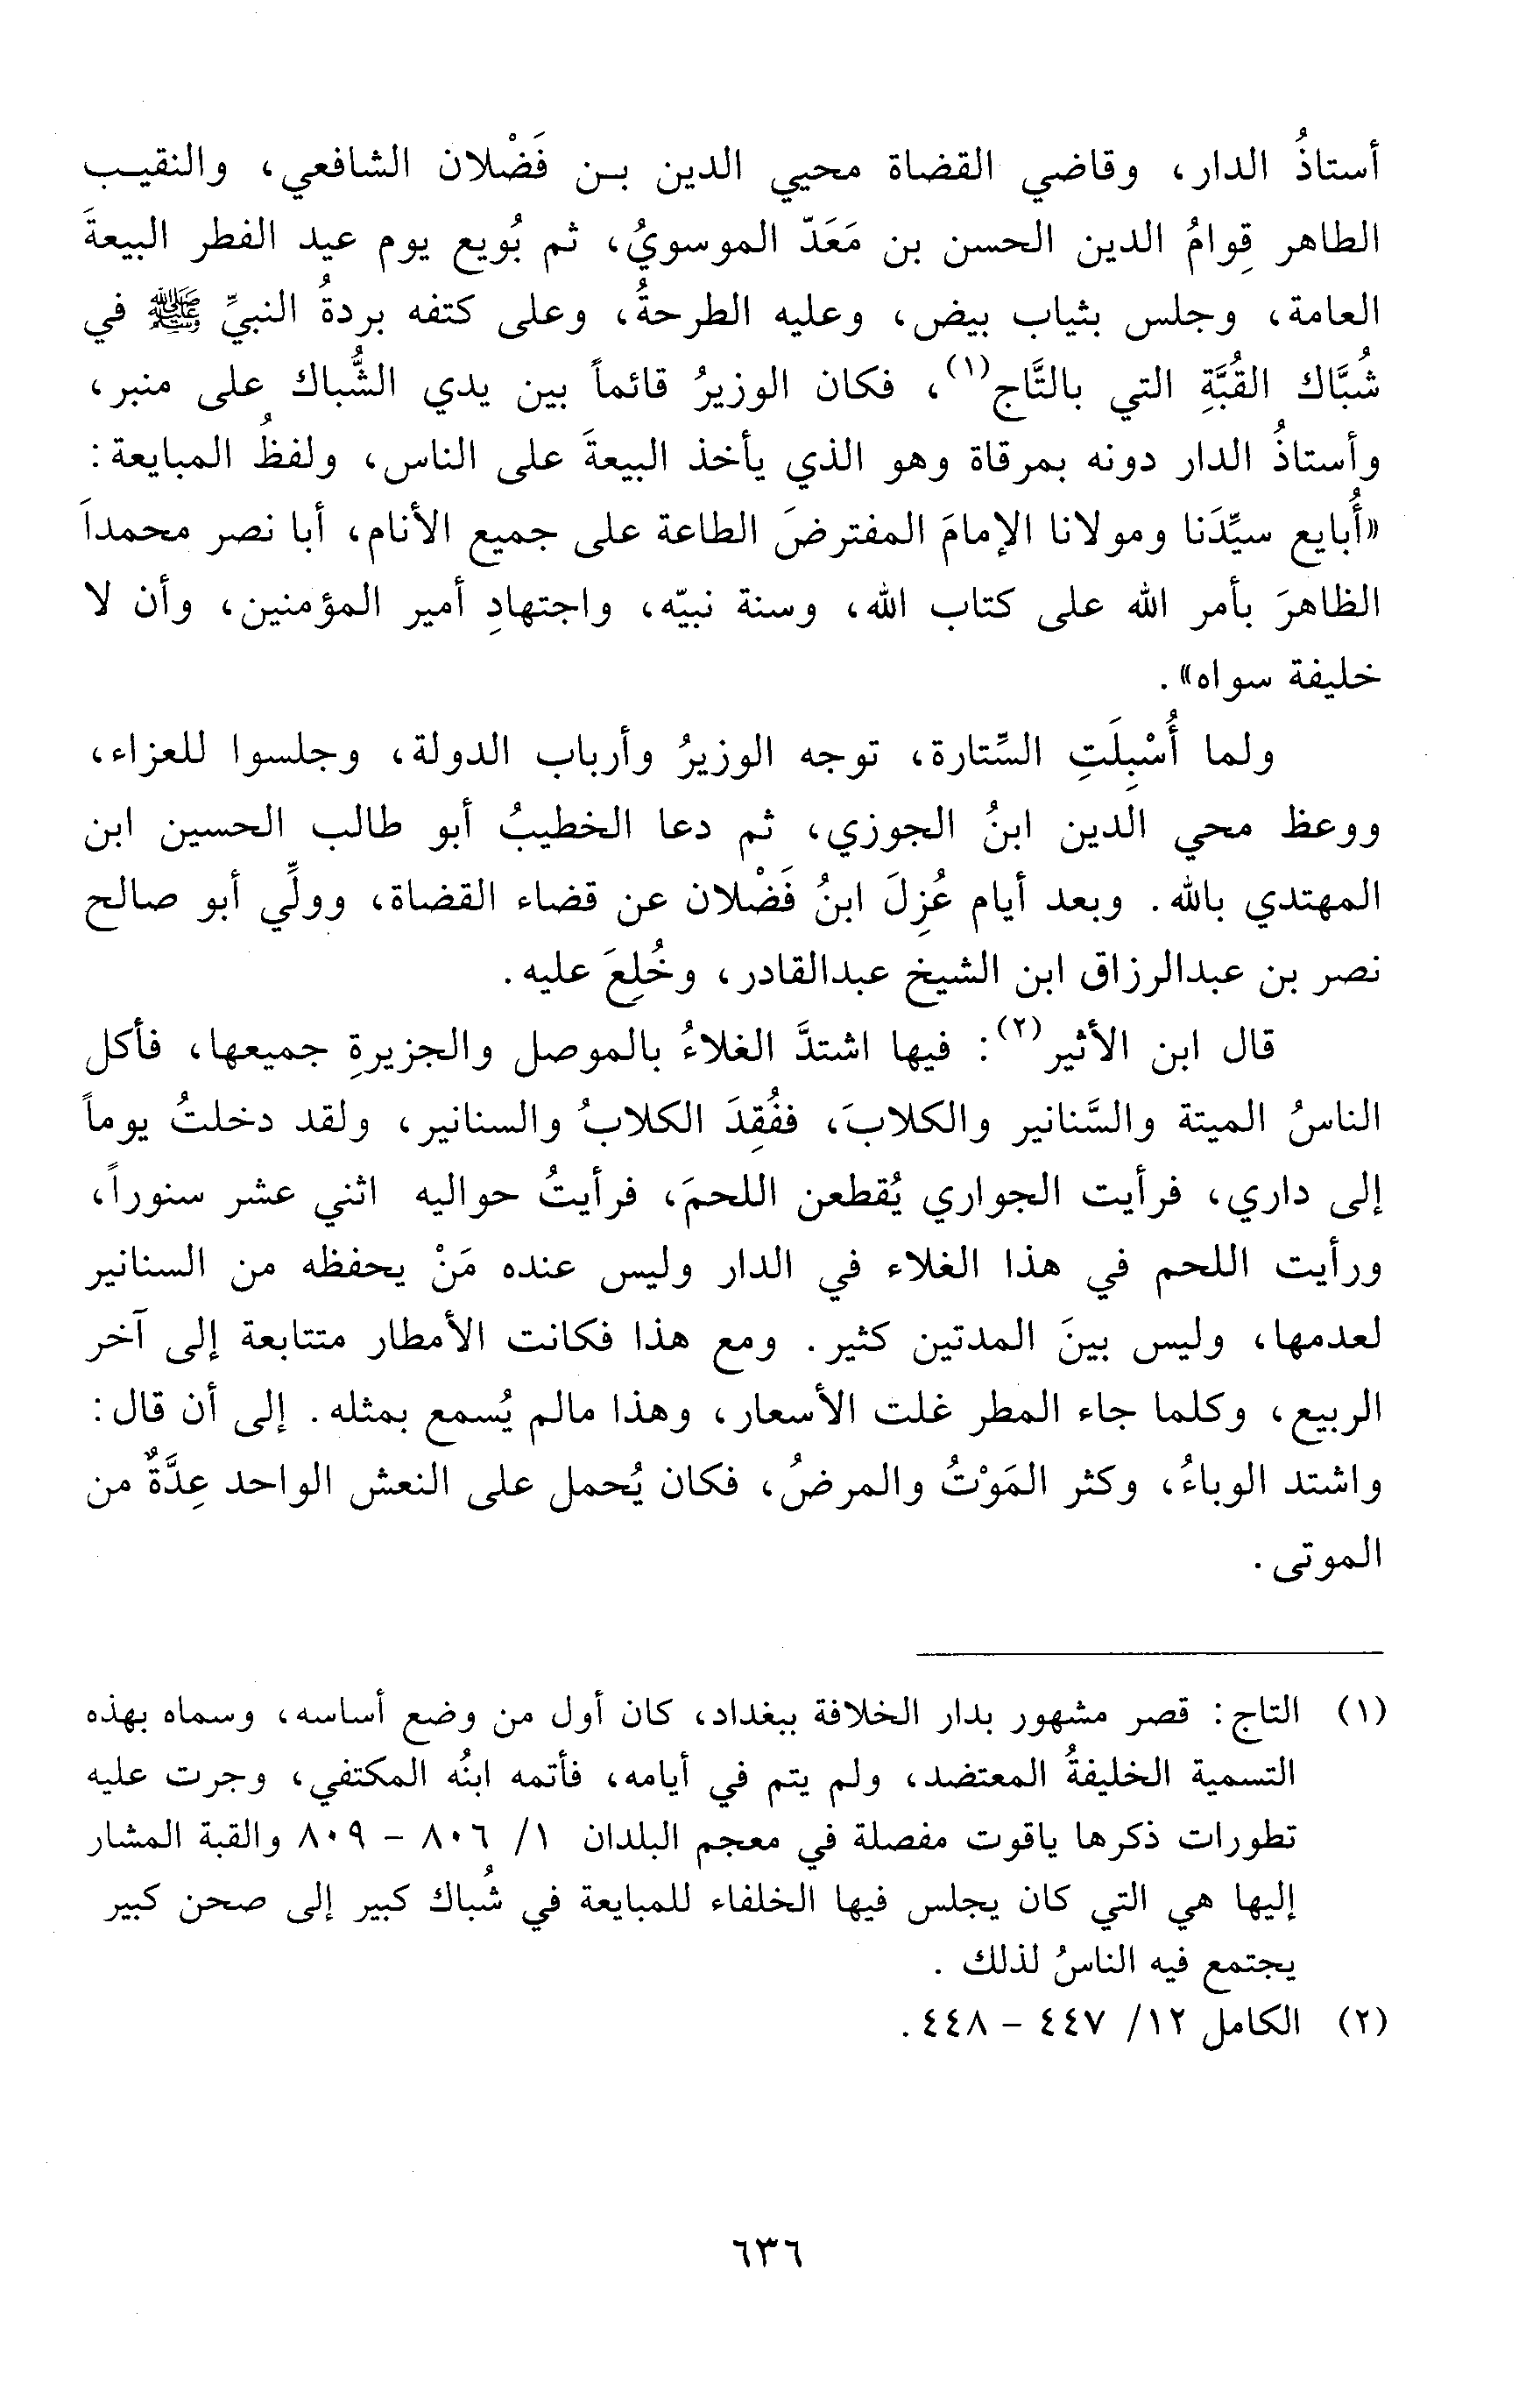 أستاذُ الدار، وقاضي القضاة محيي الدين بـن فَضْلان الشافعي، والنقيـب
الطاهر قِوامُ الدين الحسن بن مَعَدّ الموسويُ، ثم بُويع يوم عيد الفطر البيعةَ
العامة، وجلس بثياب بيض، وعليه الطرحةُ، وعلى كتفه بردةُ النبيِّ ﷺ في
شُبَّاك القُبَّةِ التي بالتَّاج(١)، فكان الوزيرُ قائماً بين يدي الشُّباك على منبر،
وأستاذُ الدار دونه بمرقاة وهو الذي يأخذ البيعةَ على الناس، ولفظُ المبايعة:
«أُبايع سيِّدَنا ومولانا الإمامَ المفترضَ الطاعة على جميع الأنام، أبا نصر محمداً
الظاهرَ بأمر الله على كتاب الله، وسنة نبيّه، واجتهادِ أمير المؤمنين، وأن لا
خليفة سواه».
ولما أُسْبِلَتِ السِّتارة، توجه الوزيرُ وأرباب الدولة، وجلسوا للعزاء،
ووعظ محي الدين ابنُ الجوزي، ثم دعا الخطيبُ أبو طالب الحسين ابن
المهتدي بالله. وبعد أيام عُزِلَ ابنُ فَضْلان عن قضاء القضاة، وولِّي أبو صالح
نصر بن عبدالرزاق ابن الشيخ عبدالقادر، وخُلِعَ عليه.
قال ابن الأثير(٢): فيها اشتدَّ الغلاءُ بالموصل والجزيرةِ جميعها، فأكل
الناسُ الميتة والسَّنانير والكلابَ، ففُقِدَ الكلابُ والسنانير، ولقد دخلتُ يوماً
إلى داري، فرأيت الجواري يُقطعن اللحمَ، فرأيتُ حواليه اثني عشر سنوراً،
ورأيت اللحم في هذا الغلاء في الدار وليس عنده مَنْ يحفظه من السنانير
لعدمها، وليس بينَ المدتين كثير. ومع هذا فكانت الأمطار متتابعة إلى آخر
الربيع، وكلما جاء المطر غلت الأسعار، وهذا مالم يُسمع بمثله. إلى أن قال:
واشتد الوباءُ، وكثر المَوْتُ والمرضُ، فكان يُحمل على النعش الواحد عِدَّةٌ من
الموتى.
(١) التاج: قصر مشهور بدار الخلافة ببغداد، كان أول من وضع أساسه، وسماه بهذه
التسمية الخليفةُ المعتضد، ولم يتم في أيامه، فأتمه ابنُه المكتفي، وجرت عليه
تطورات ذكرها ياقوت مفصلة في معجم البلدان ١/ ٨٠٦ - ٨٠٩ والقبة المشار
إليها هي التي كان يجلس فيها الخلفاء للمبايعة في شُباك كبير إلى صحن كبير
يجتمع فيه الناسُ لذلك.
(٢) الكامل ١٢/ ٤٤٧ - ٤٤٨.
٦٣٦